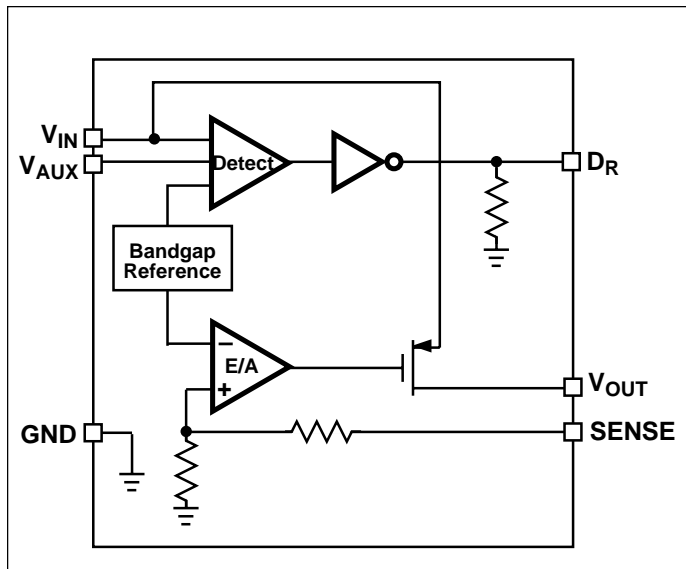 VIN
VAUX
Detect
DR
Bandgap
Reference
−
E/A
+
VOUT
GND
SENSE